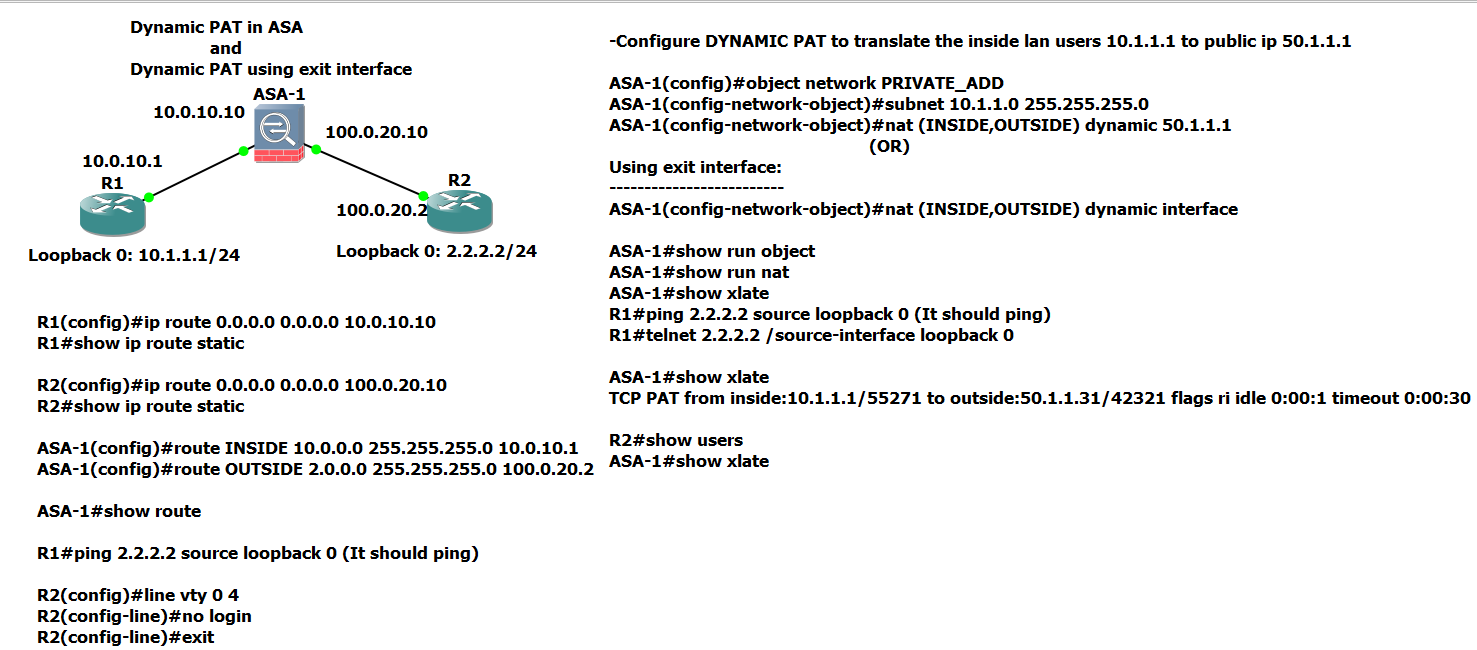 Dynamic PAT in ASA
and
Dynamic PAT using exit interface
ASA-1
10.0.10.10
100.0.20.10
10.0.10.1
R1
R2
100.0.20.2
Loopback 0: 10.1.1.1/24
Loopback 0: 2.2.2.2/24
R1(config)#ip route 0.0.0.0 0.0.0.0 10.0.10.10
R1#show ip route static
R2(config)#ip route 0.0.0.0 0.0.0.0 100.0.20.10
R2#show ip route static
ASA-1(config)#route INSIDE 10.0.0.0 255.255.255.0 10.0.10.1
ASA-1(config)#route OUTSIDE 2.0.0.0 255.255.255.0 100.0.20.2
ASA-1#show route
R1#ping 2.2.2.2 source loopback 0 (It should ping)
R2(config)#line vty 0 4
R2(config-line)#no login
R2(config-line)#exit
-Configure DYNAMIC PAT to translate the inside lan users 10.1.1.1 to public ip 50.1.1.1
ASA-1(config)#object network PRIVATE_ADD
ASA-1(config-network-object)#subnet 10.1.1.0 255.255.255.0
ASA-1(config-network-object)#nat (INSIDE,OUTSIDE) dynamic 50.1.1.1
(OR)
Using exit interface:
-------------------------
ASA-1(config-network-object)#nat (INSIDE,OUTSIDE) dynamic interface
ASA-1#show run object
ASA-1#show run nat
ASA-1#show xlate
R1#ping 2.2.2.2 source loopback 0 (It should ping)
R1#telnet 2.2.2.2 /source-interface loopback 0
ASA-1#show xlate
TCP PAT from inside:10.1.1.1/55271 to outside:50.1.1.31/42321 flags ri idle 0:00:1 timeout 0:00:30
R2#show users
ASA-1#show xlate